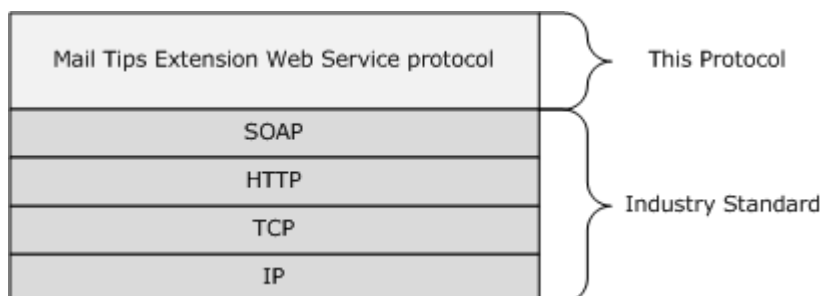 Mail Tips Extension Web Service protocol
This Protocol
SOAP
HTTP
TCP
IP
Industry Standard